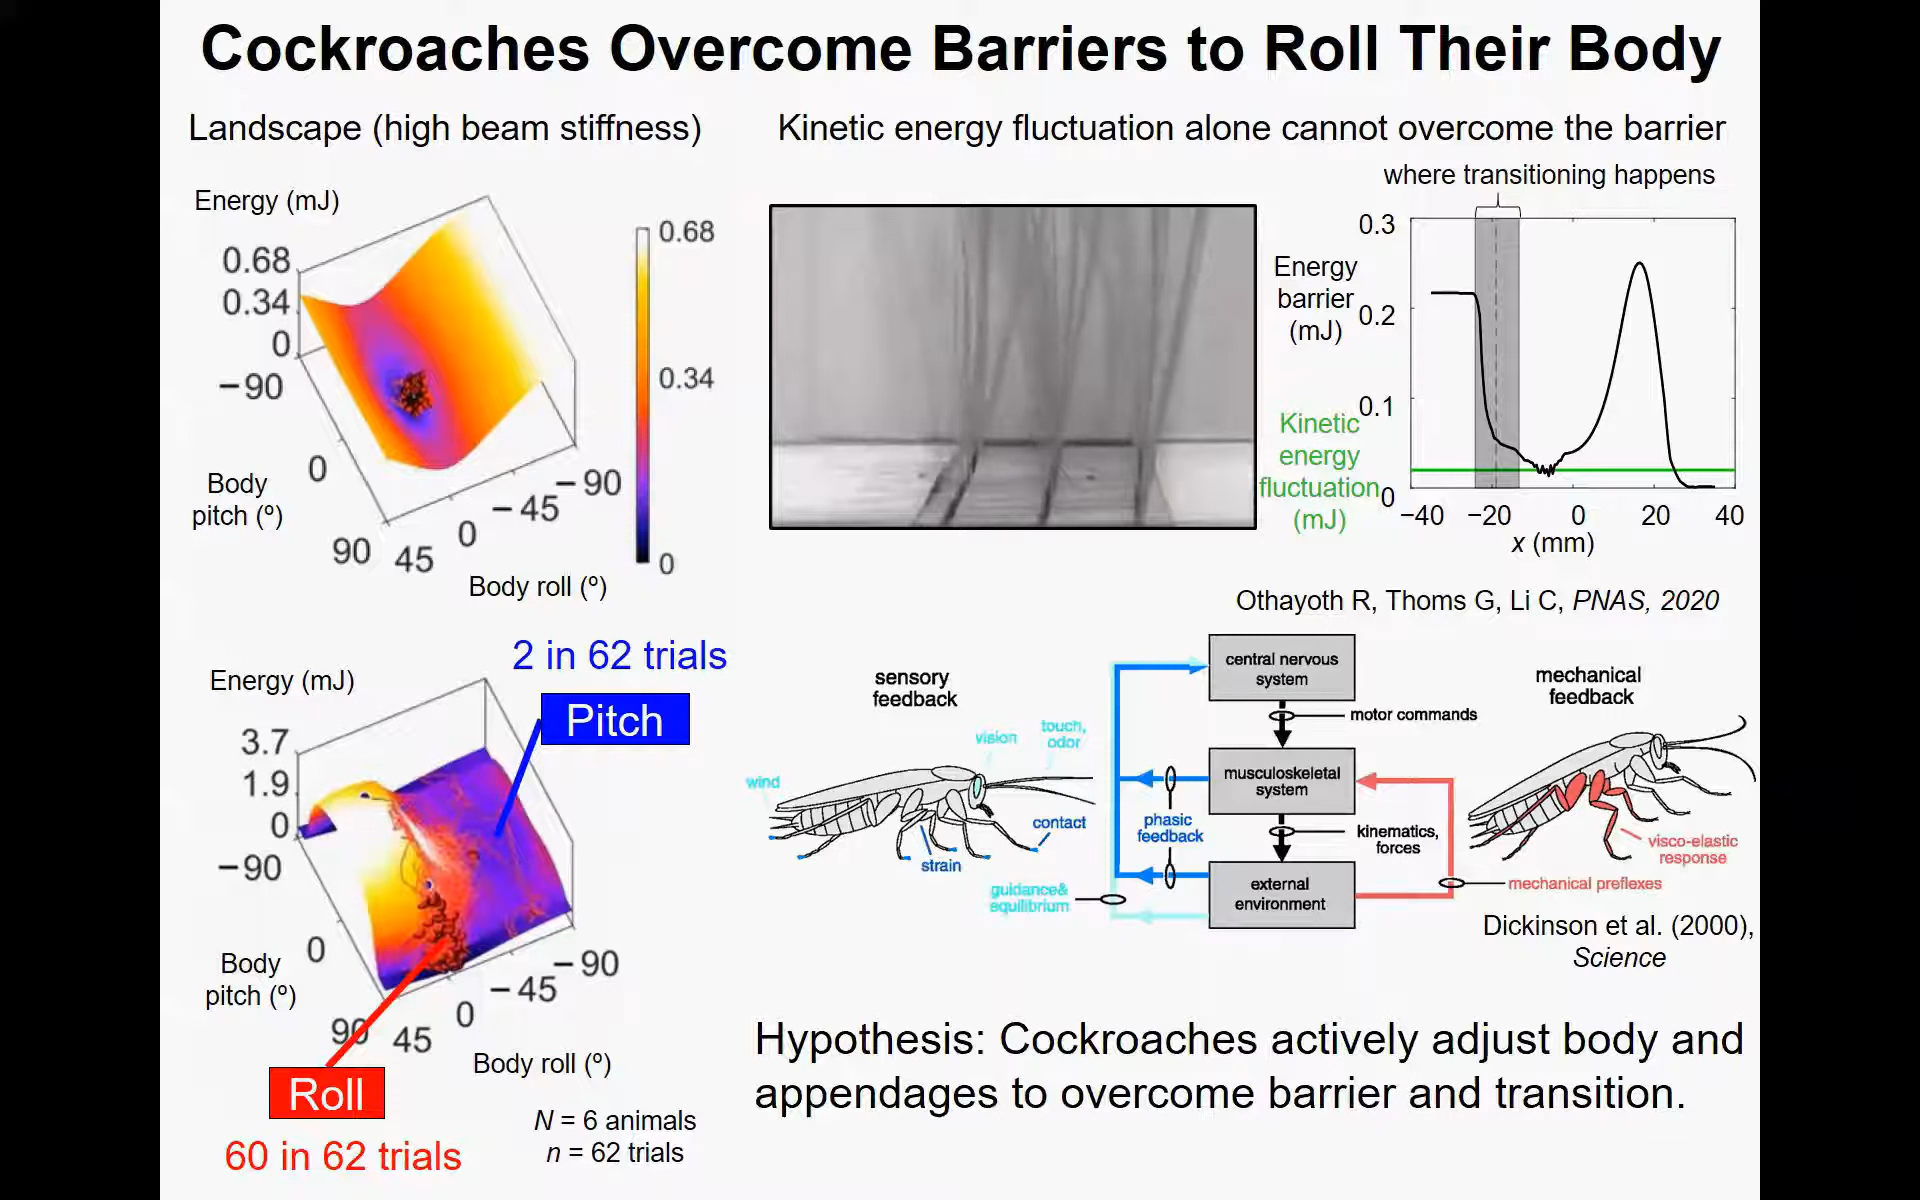 Cockroaches Overcome Barriers to Roll Their Body
Landscape (high beam stiffness)
Energy (mJ)
0.68
0.34
0
−90
0
90
Body
pitch (º)
45
0
−45
−90
Body roll (º)
0.68
0.34
0
Kinetic energy fluctuation alone cannot overcome the barrier
where transitioning happens
Energy
barrier
(mJ)
Kinetic
energy
fluctuation
(mJ)
0.3
0.2
0.1
0
−40
−20
0
20
40
x (mm)
Othayoth R, Thoms G, Li C, PNAS, 2020
2 in 62 trials
Pitch
Energy (mJ)
3.7
1.9
0
−90
0
90
Body
pitch (º)
45
0
−45
−90
Body roll (º)
Roll
60 in 62 trials
N = 6 animals
n = 62 trials
sensory
feedback
wind
vision
touch,
odor
contact
strain
guidance&
equilibrium
phasic
feedback
central nervous
system
motor commands
musculoskeletal
system
kinematics,
forces
external
environment
mechanical
feedback
visco-elastic
response
mechanical preflexes
Dickinson et al. (2000),
Science
Hypothesis: Cockroaches actively adjust body and
appendages to overcome barrier and transition.